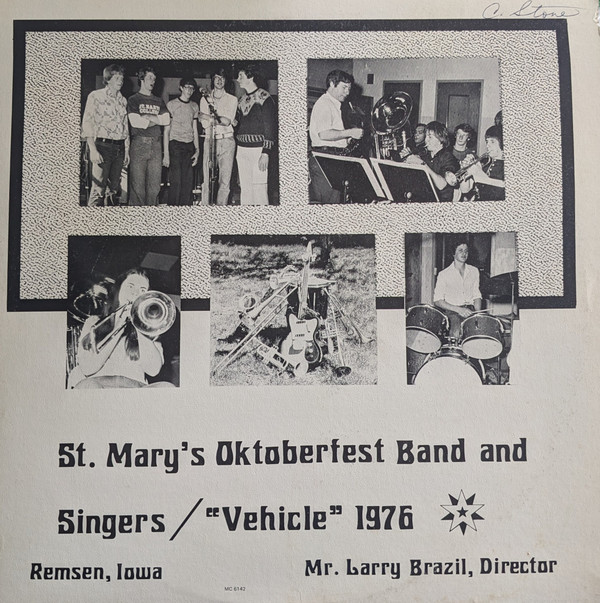 C. Stone
St. Mary's Oktoberfest Band and
Singers / "Vehicle" 1976
Remsen, Iowa
Mr. Larry Brazil, Director
MC 6142